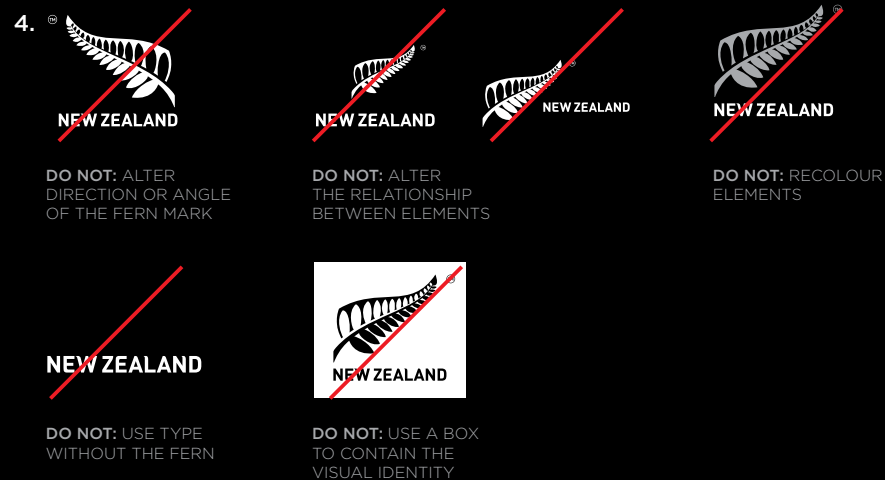 4.
TM
NEW ZEALAND
NEW ZEALAND
NEW ZEALAND
NEW ZEALAND
DO NOT: ALTER
DIRECTION OR ANGLE
OF THE FERN MARK
DO NOT: ALTER
THE RELATIONSHIP
BETWEEN ELEMENTS
DO NOT: RECOLOUR
ELEMENTS
NEW ZEALAND
NEW ZEALAND
DO NOT: USE TYPE
WITHOUT THE FERN
DO NOT: USE A BOX
TO CONTAIN THE
VISUAL IDENTITY